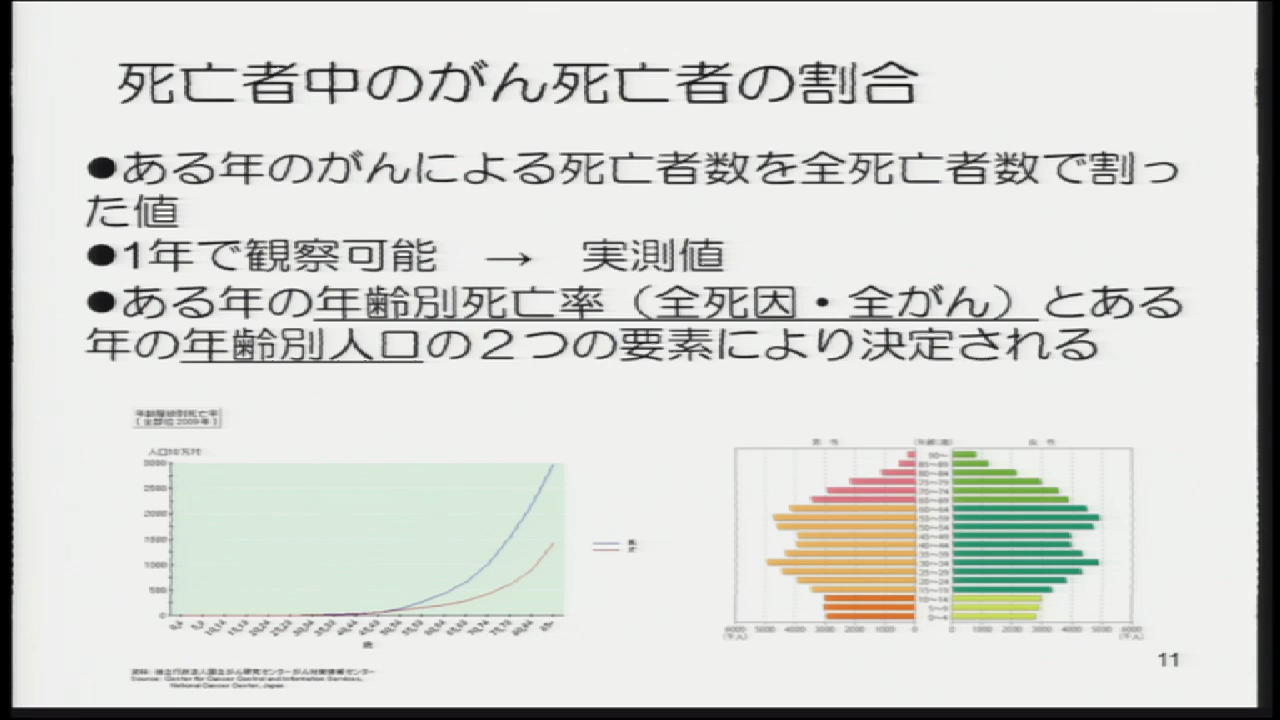 死亡者中のがん死亡者の割合
●ある年のがんによる死亡者数を全死亡者数で割っ
た値
●1年で観察可能　→　実測値
●ある年の年齢別死亡率（全死因・全がん）とある
年の年齢別人口の２つの要素により決定される
年齢階級別死亡率
[全部位 2009年]
人口10万対
3000
2500
2000
1500
1000
500
0
歳
男
女
資料: 独立行政法人国立がん研究センターがん対策情報センター
Source: Center for Cancer Control and Information Services,
National Cancer Center, Japan
男 性
女 性
90～
85～89
80～84
75～79
70～74
65～69
60～64
55～59
50～54
45～49
40～44
35～39
30～34
25～29
20～24
15～19
10～14
5～9
0～4
6000 5000 4000 3000 2000 1000 0
0 1000 2000 3000 4000 5000 6000
(千人)
(千人)
11